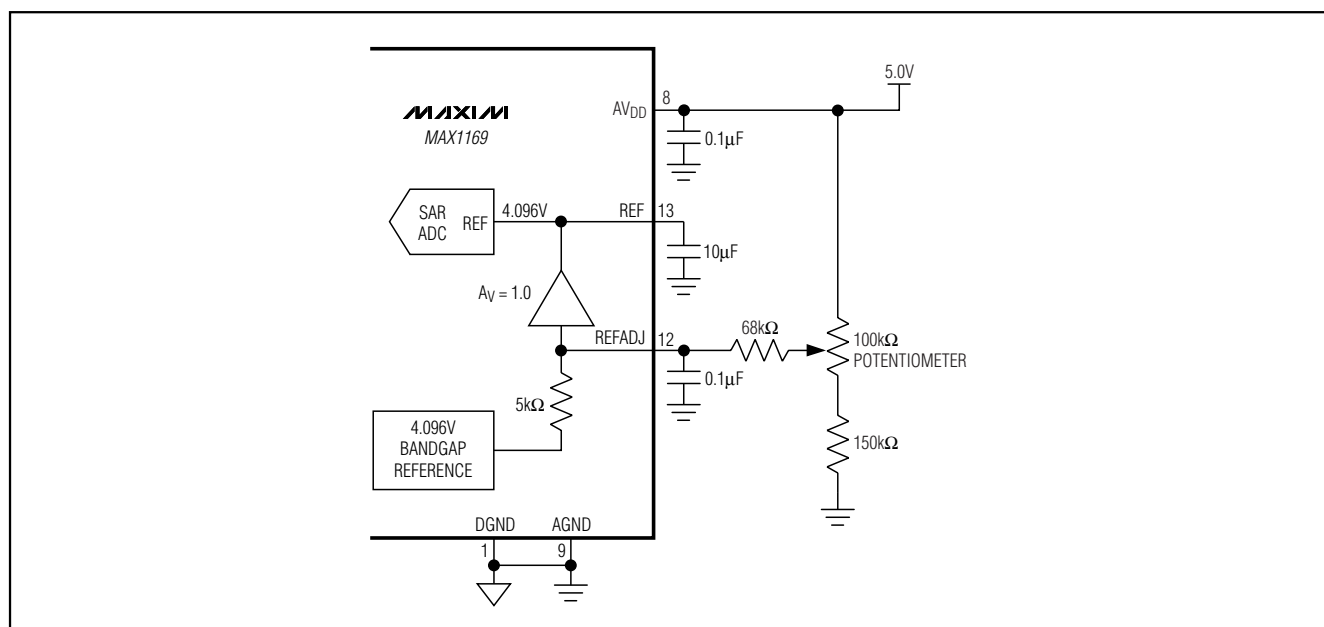 5.0V
8
AVDD
MAXIM
MAX1169
0.1µF
SAR
ADC
REF
4.096V
REF
13
10µF
AV = 1.0
REFADJ
12
68kΩ
100kΩ
POTENTIOMETER
0.1µF
5kΩ
150kΩ
4.096V
BANDGAP
REFERENCE
DGND
AGND
1
9